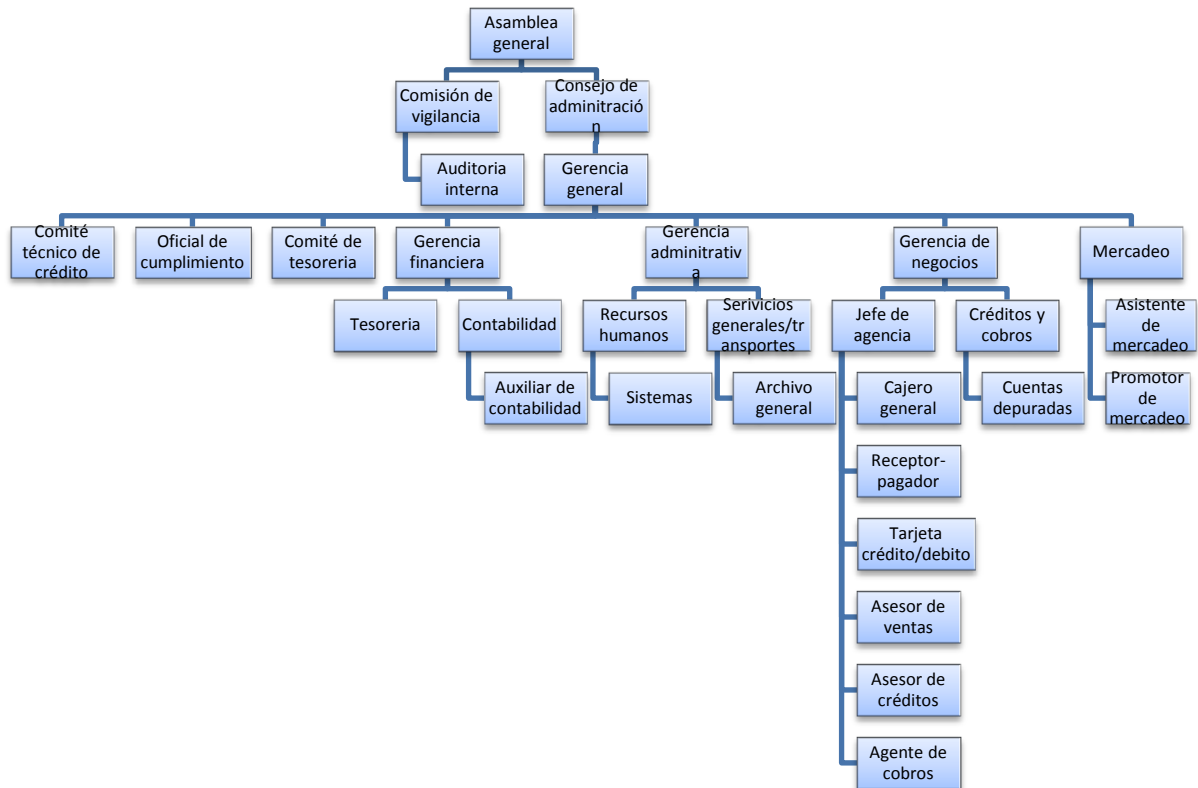 Asamblea
general
Comisión de
vigilancia
Consejo de
adminitració
n
Auditoria
interna
Gerencia
general
Comité
técnico de
crédito
Oficial de
cumplimiento
Comité de
tesoreria
Gerencia
financiera
Gerencia
adminitrativ
a
Gerencia de
negocios
Mercadeo
Tesoreria
Contabilidad
Recursos
humanos
Serivicios
generales/tr
ansportes
Jefe de
agencia
Créditos y
cobros
Asistente
de
mercadeo
Auxiliar de
contabilidad
Sistemas
Archivo
general
Cajero
general
Cuentas
depuradas
Promotor
de
mercadeo
Receptor-
pagador
Tarjeta
crédito/debito
Asesor de
ventas
Asesor de
créditos
Agente de
cobros